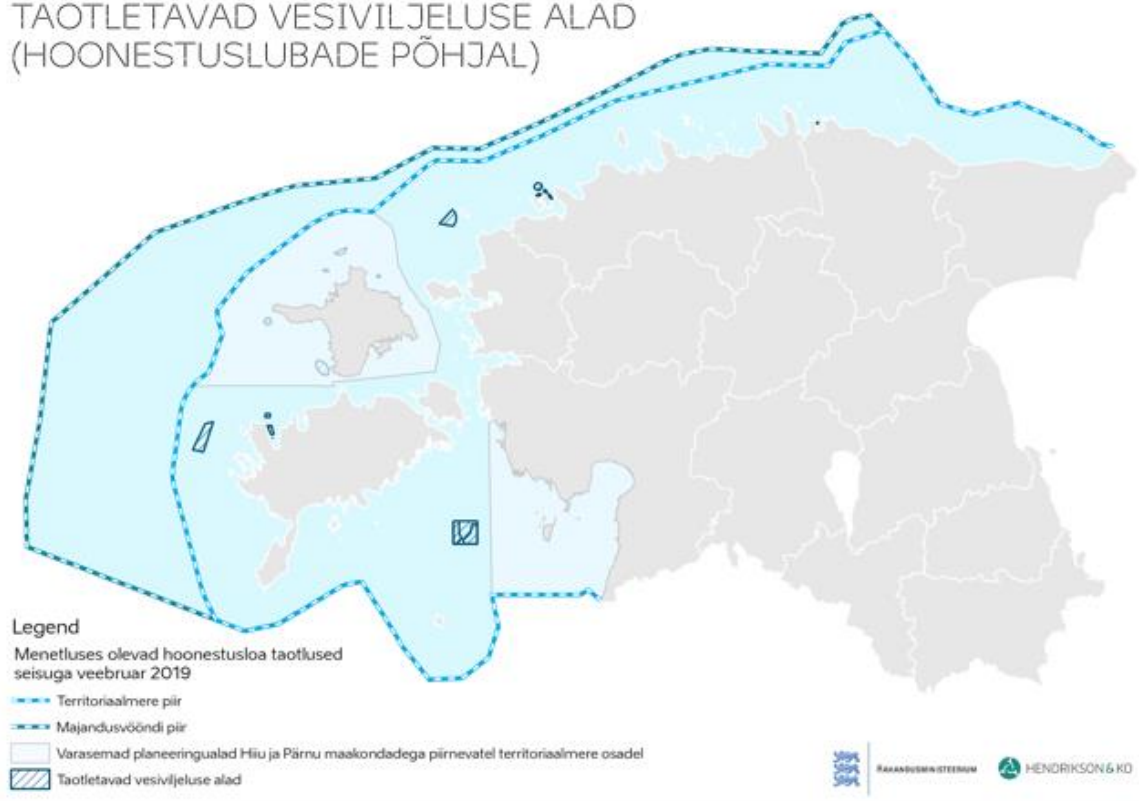 TAOTLETAVAD VESIVILJELUSE ALAD
(HOONESTUSLUBADE PÕHJAL)
Legend
Menetluses olevad hoonestusloa taotlused
seisuga veebruar 2019
Territoriaalmere piir
Majandusvööndi piir
Varasemad planeeringualad Hiiu ja Pärnu maakondadega piirnevatel territoriaalmere osadel
Taotletavad vesiviljeluse alad
RAHANDUSMINISTEERIUM
HENDRIKSON & KO